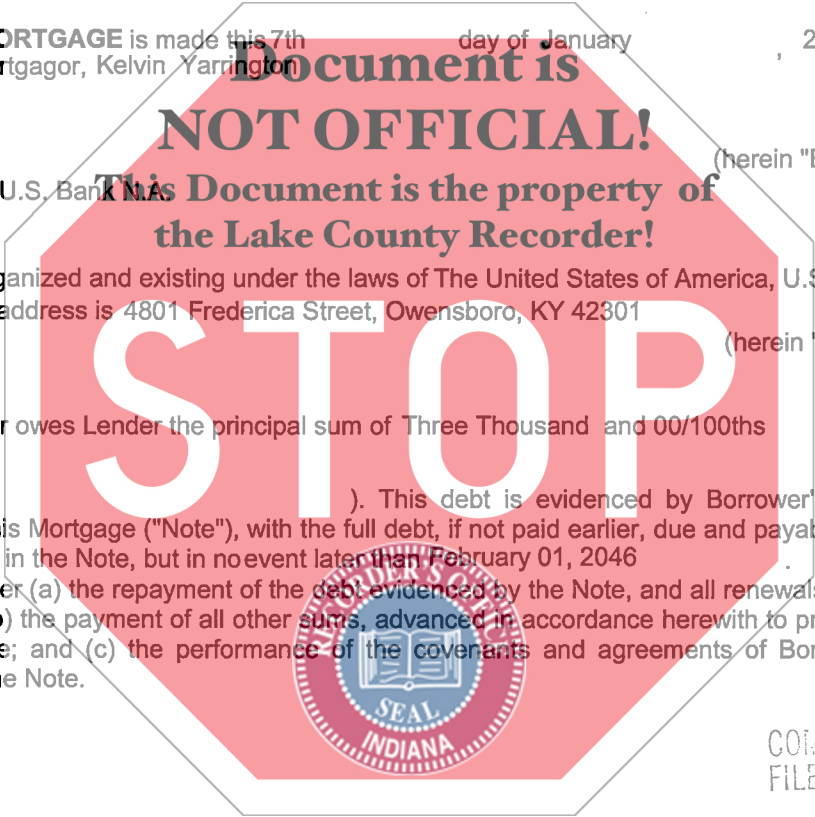 ORTGAGE is made this 7th day of January , 2
rtgagor, Kelvin Yarrington
Document is
NOT OFFICIAL!
(herein "B
U.S. Bank N.A.
This Document is the property of
the Lake County Recorder!
ganized and existing under the laws of The United States of America, U.S
address is 4801 Frederica Street, Owensboro, KY 42301
(herein "
STOP
r owes Lender the principal sum of Three Thousand and 00/100ths
). This debt is evidenced by Borrower'
is Mortgage ("Note"), with the full debt, if not paid earlier, due and payab
in the Note, but in no event later than February 01, 2046 .
er (a) the repayment of the debt evidenced by the Note, and all renewals
) the payment of all other sums, advanced in accordance herewith to pr
e; and (c) the performance of the covenants and agreements of Bor
e Note.
RECORDER'S OFFICE
SEAL
INDIANA
FILE